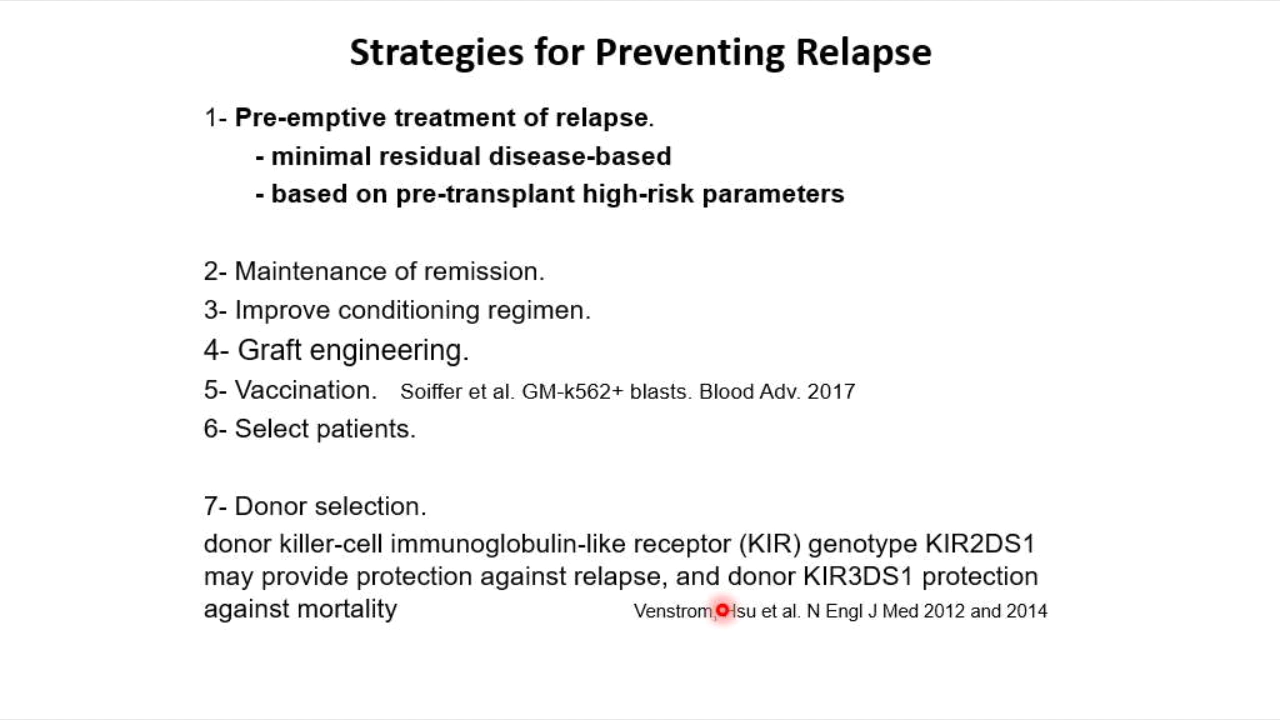 Strategies for Preventing Relapse
1- Pre-emptive treatment of relapse.
- minimal residual disease-based
- based on pre-transplant high-risk parameters
2- Maintenance of remission.
3- Improve conditioning regimen.
4- Graft engineering.
5- Vaccination. Soiffer et al. GM-k562+ blasts. Blood Adv. 2017
6- Select patients.
7- Donor selection.
donor killer-cell immunoglobulin-like receptor (KIR) genotype KIR2DS1
may provide protection against relapse, and donor KIR3DS1 protection
against mortality Venstrom, Hsu et al. N Engl J Med 2012 and 2014